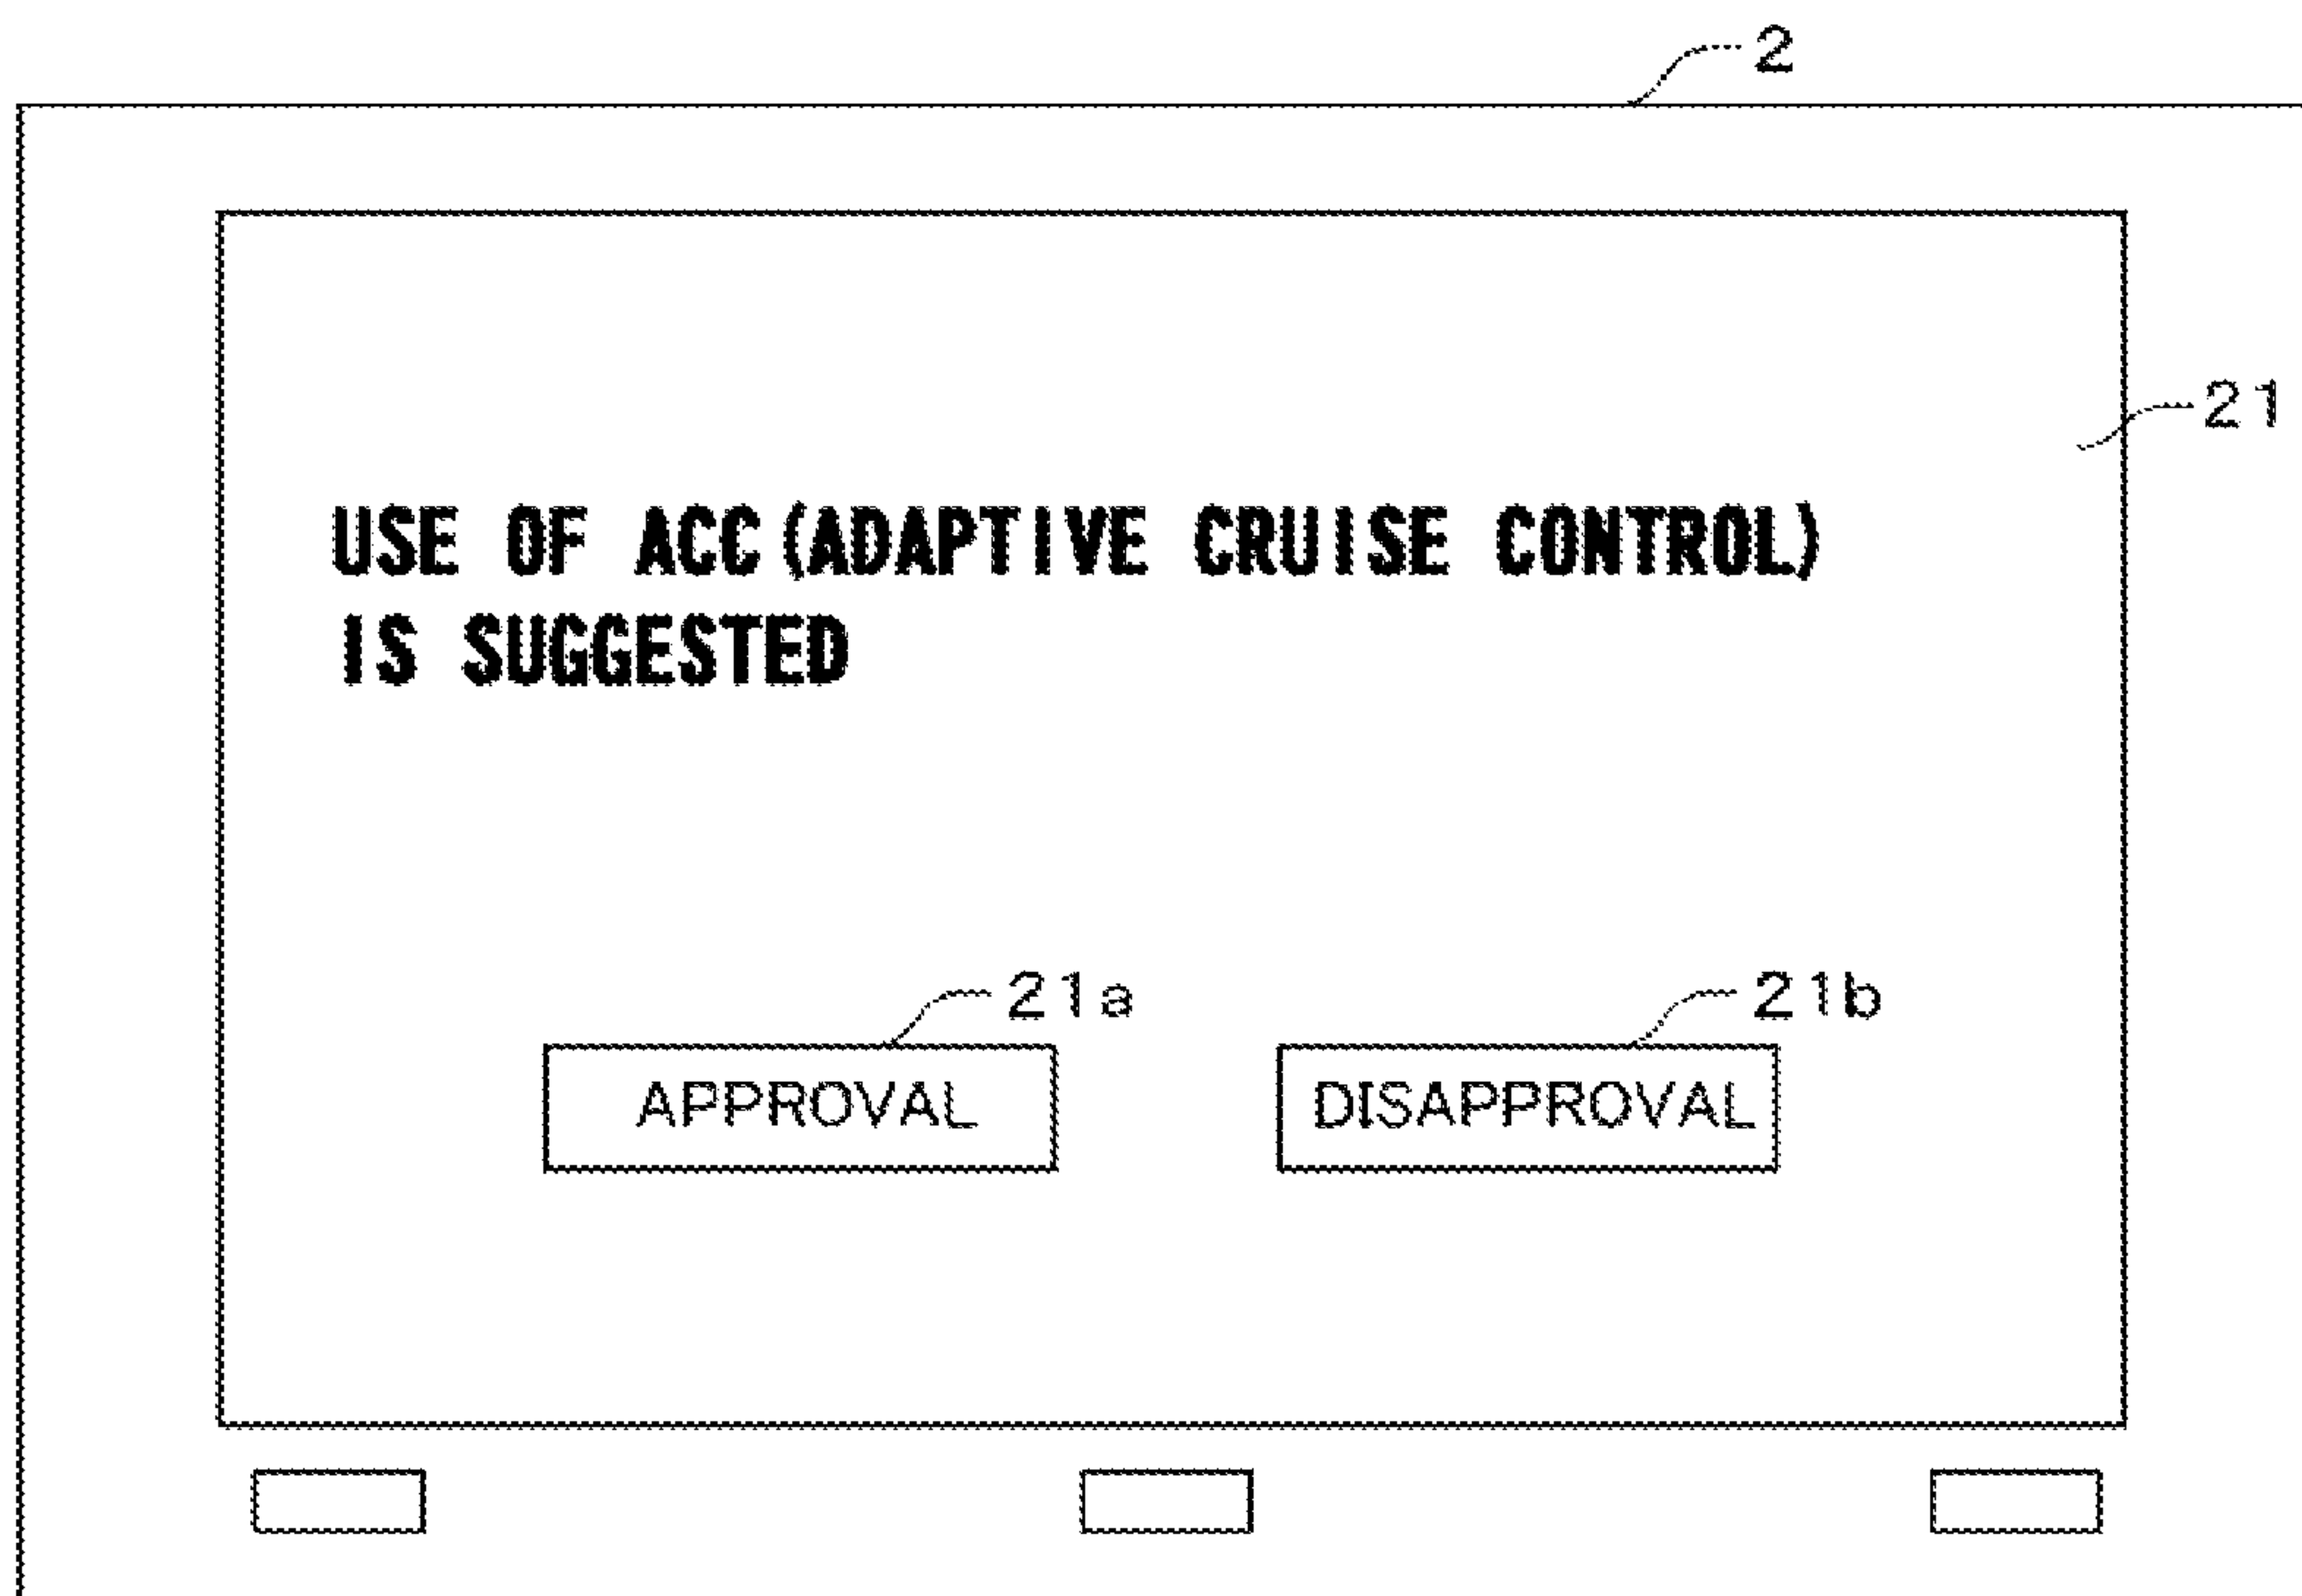 2
21
USE OF ACC(ADAPTIVE CRUISE CONTROL)
IS SUGGESTED
21a
21b
APPROVAL
DISAPPROVAL